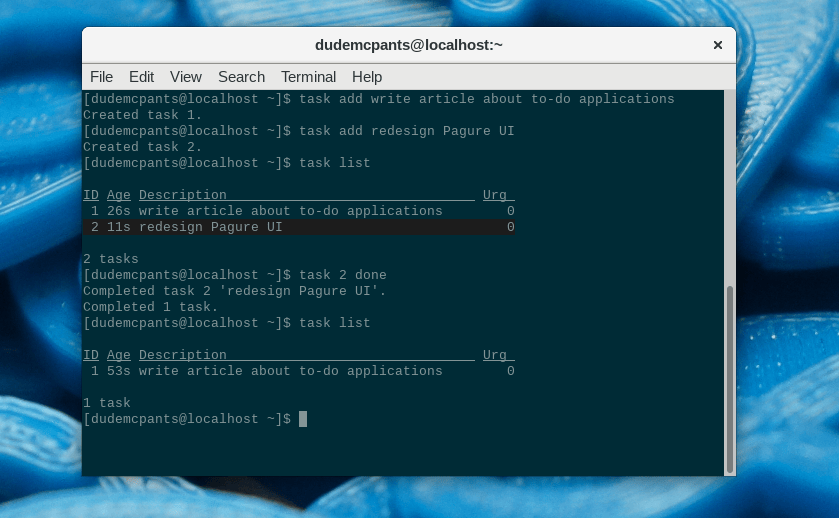 dudemcpants@localhost:~
File Edit View Search Terminal Help
[dudemcpants@localhost ~]$ task add write article about to-do applications
Created task 1.
[dudemcpants@localhost ~]$ task add redesign Pagure UI
Created task 2.
[dudemcpants@localhost ~]$ task list
ID Age Description Urg
1 26s write article about to-do applications 0
2 11s redesign Pagure UI 0
2 tasks
[dudemcpants@localhost ~]$ task 2 done
Completed task 2 'redesign Pagure UI'.
Completed 1 task.
[dudemcpants@localhost ~]$ task list
ID Age Description Urg
1 53s write article about to-do applications 0
1 task
[dudemcpants@localhost ~]$